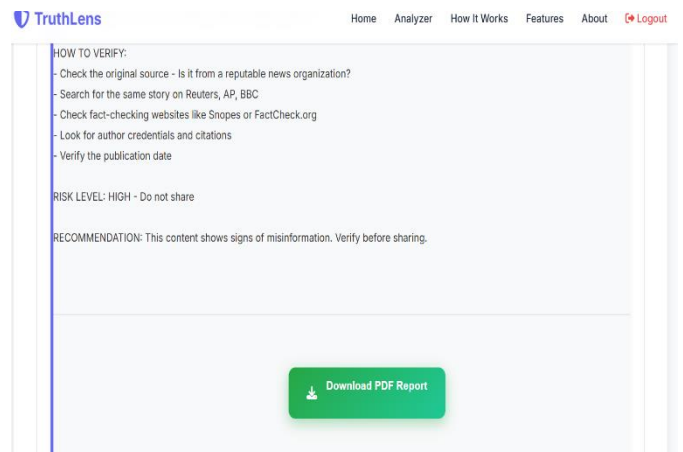 TruthLens
Home Analyzer How It Works Features About Logout
HOW TO VERIFY:
- Check the original source - Is it from a reputable news organization?
- Search for the same story on Reuters, AP, BBC
- Check fact-checking websites like Snopes or FactCheck.org
- Look for author credentials and citations
- Verify the publication date
RISK LEVEL: HIGH - Do not share
RECOMMENDATION: This content shows signs of misinformation. Verify before sharing.
Download PDF Report